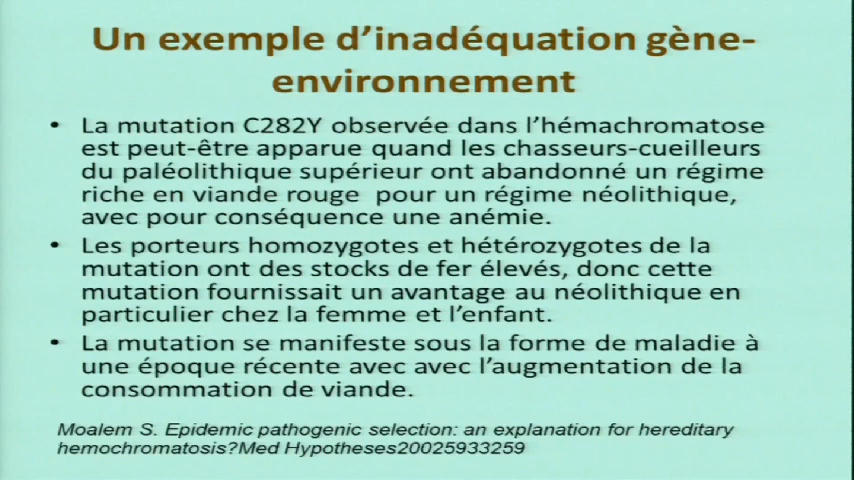 Un exemple d'inadéquation gène-
environnement
• La mutation C282Y observée dans l'hémachromatose
est peut-être apparue quand les chasseurs-cueilleurs
du paléolithique supérieur ont abandonné un régime
riche en viande rouge pour un régime néolithique,
avec pour conséquence une anémie.
• Les porteurs homozygotes et hétérozygotes de la
mutation ont des stocks de fer élevés, donc cette
mutation fournissait un avantage au néolithique en
particulier chez la femme et l'enfant.
• La mutation se manifeste sous la forme de maladie à
une époque récente avec avec l'augmentation de la
consommation de viande.
Moalem S. Epidemic pathogenic selection: an explanation for hereditary
hemochromatosis?Med Hypotheses20025933259